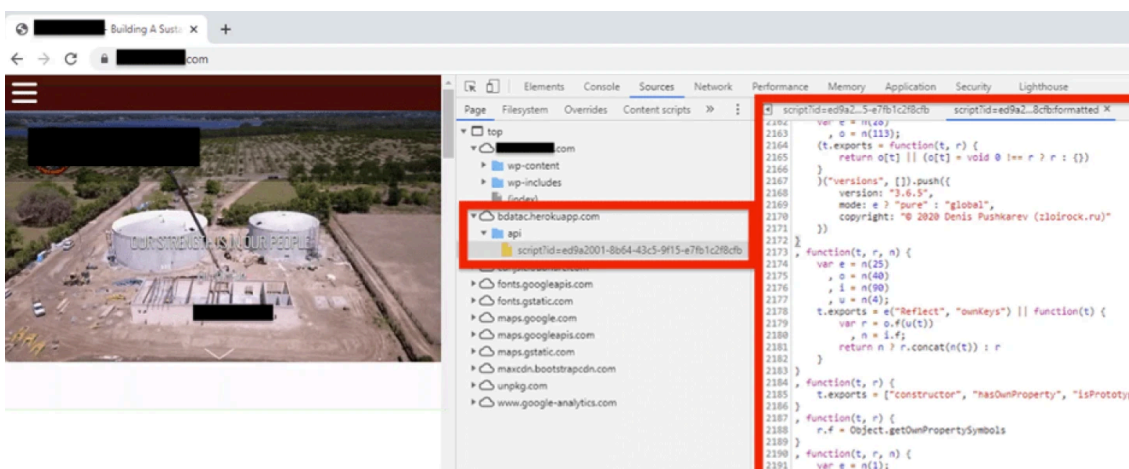 - Building A Susta ×
+
com
Elements Console Sources Network Performance Memory Application Security Lighthouse
Page Filesystem Overrides Content scripts » ⋮
script?id=ed9a2...5-e7fb1c2f8cfb script?id=ed9a2...8cfb:formatted ×
top
.com
wp-content
wp-includes
(index)
bdatac.herokuapp.com
api
script?id=ed9a2001-8b64-43c5-9f15-e7fb1c2f8cfb
fonts.googleapis.com
fonts.gstatic.com
maps.google.com
maps.googleapis.com
maps.gstatic.com
maxcdn.bootstrapcdn.com
unpkg.com
www.google-analytics.com
OUR STRENGTH IS IN OUR PEOPLE
2162 var e = n(28)
2163 , o = n(113);
2164 (t.exports = function(t, r) {
2165 return o[t] || (o[t] = void 0 !== r ? r : {})
2166 }
2167 )("versions", []).push({
2168 version: "3.6.5",
2169 mode: e ? "pure" : "global",
2170 copyright: "© 2020 Denis Pushkarev (zloirock.ru)"
2171 })
2172 }
2173 , function(t, r, n) {
2174 var e = n(25)
2175 , o = n(40)
2176 , i = n(90)
2177 , u = n(4);
2178 t.exports = e("Reflect", "ownKeys") || function(t) {
2179 var r = o.f(u(t))
2180 , n = i.f;
2181 return n ? r.concat(n(t)) : r
2182 }
2183 }
2184 , function(t, r) {
2185 t.exports = ["constructor", "hasOwnProperty", "isPrototyp
2186 }
2187 , function(t, r) {
2188 r.f = Object.getOwnPropertySymbols
2189 }
2190 , function(t, r, n) {
2191 var e = n(1);